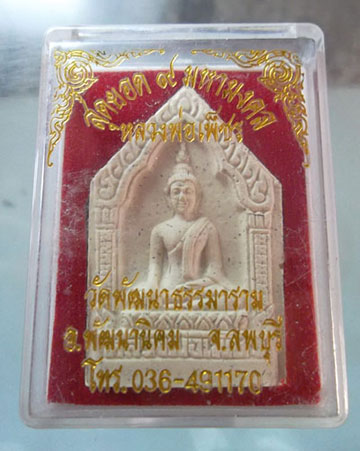 สุดยอด ๙ มหามงคล
หลวงพ่อเพ็ชร
วัดพัฒนาธรรมาราม
อ.พัฒนานิคม จ.ลพบุรี
โทร. 036-491170